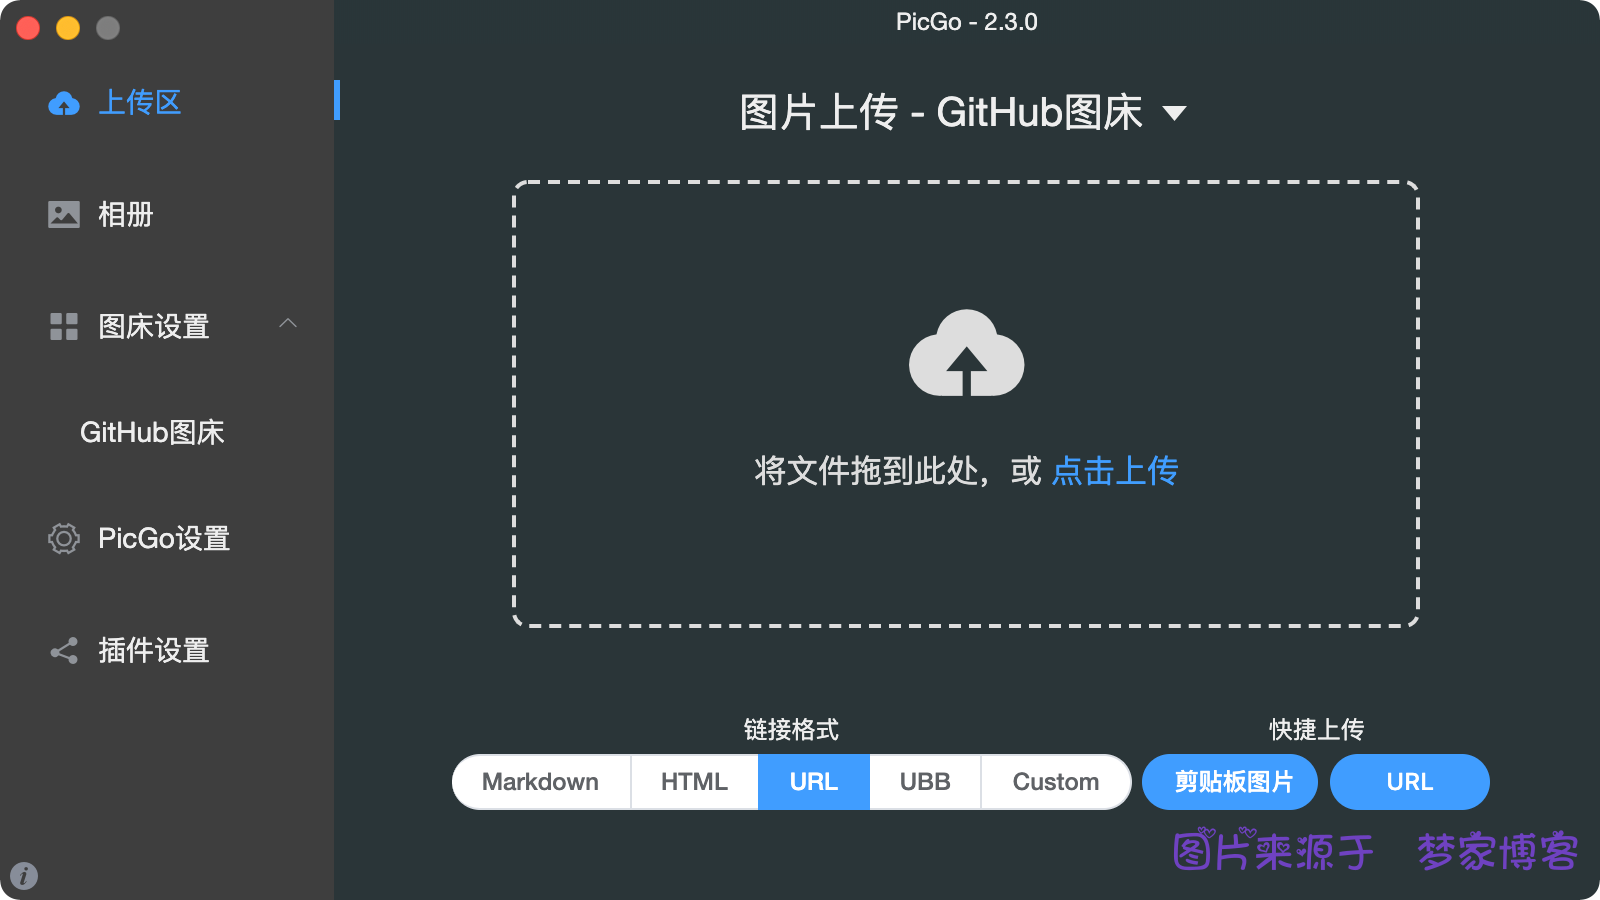 PicGo - 2.3.0
上传区
相册
图床设置
GitHub图床
PicGo设置
插件设置
图片上传 - GitHub图床
将文件拖到此处，或 点击上传
链接格式
Markdown HTML URL UBB Custom
快捷上传
剪贴板图片 URL
图片来源于 梦家博客